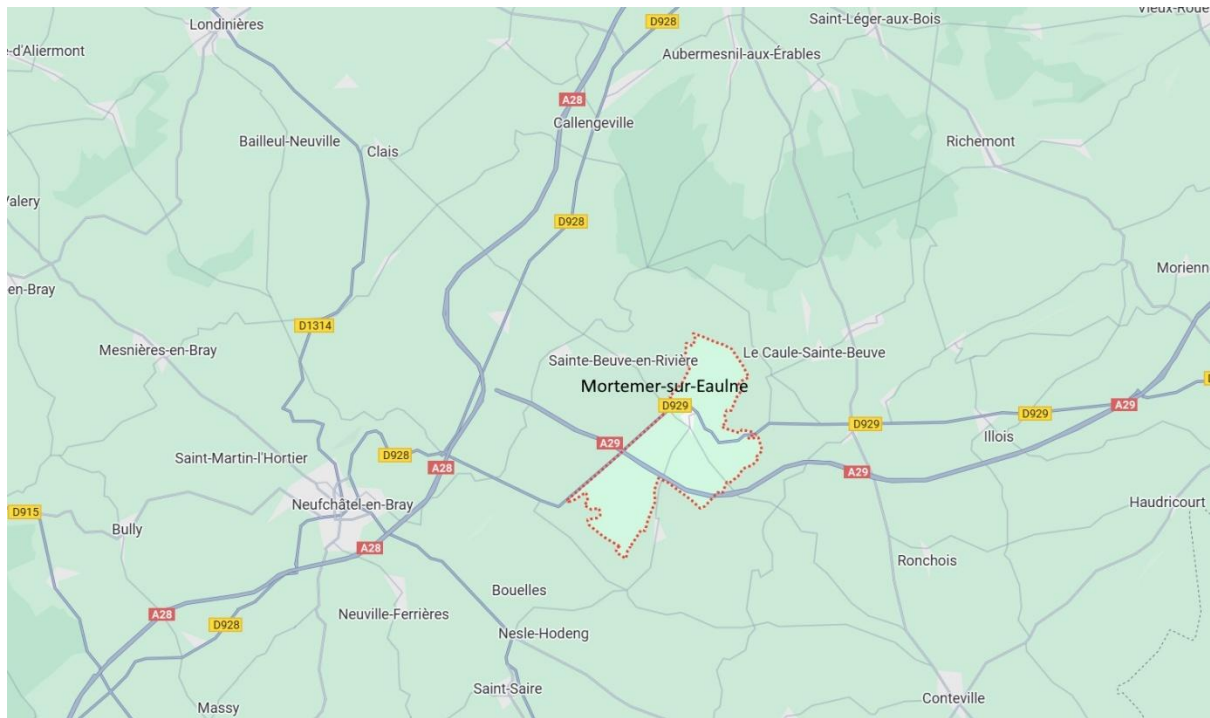 Londinières
D928
Saint-Léger-aux-Bois
Vieux-Roue
e-d'Aliermont
Aubermesnil-aux-Érables
A28
Callengeville
Bailleul-Neuville
Clais
Richemont
Valery
D928
Morienn
en-Bray
D1314
Mesnières-en-Bray
Sainte-Beuve-en-Rivière
Le Caule-Sainte-Beuve
Mortemer-sur-Eaulne
D929
A29
D929
D929
Illois
A29
D928
A28
A29
Saint-Martin-l'Hortier
Neufchâtel-en-Bray
Haudricourt
D915
Bully
A28
Ronchois
Bouelles
A28
D928
Neuville-Ferrières
Nesle-Hodeng
Saint-Saire
Massy
Conteville